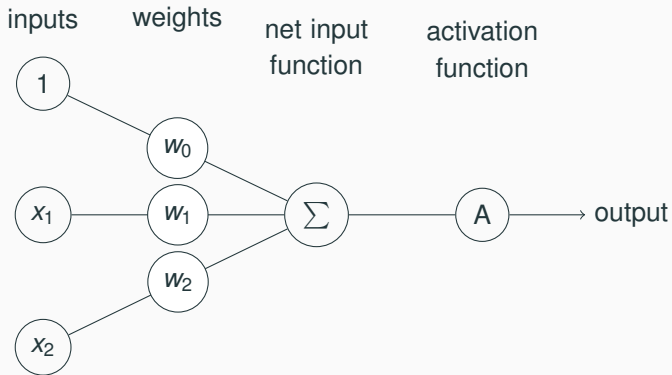 inputs
weights
net input
function
activation
function
1
w₀
x₁
w₁
∑
A
output
w₂
x₂